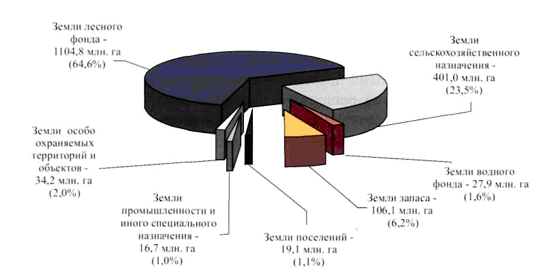 Земли лесного
фонда -
1104,8 млн. га
(64,6%)
Земли
сельскохозяйственного
назначения -
401,0 млн. га
(23,5%)
Земли особо
охраняемых
территорий и
объектов -
34,2 млн. га
(2,0%)
Земли
промышленности и
иного специального
назначения -
16,7 млн. га
(1,0%)
Земли поселений -
19,1 млн. га
(1,1%)
Земли запаса -
106,1 млн. га
(6,2%)
Земли водного
фонда - 27,9 млн. га
(1,6%)